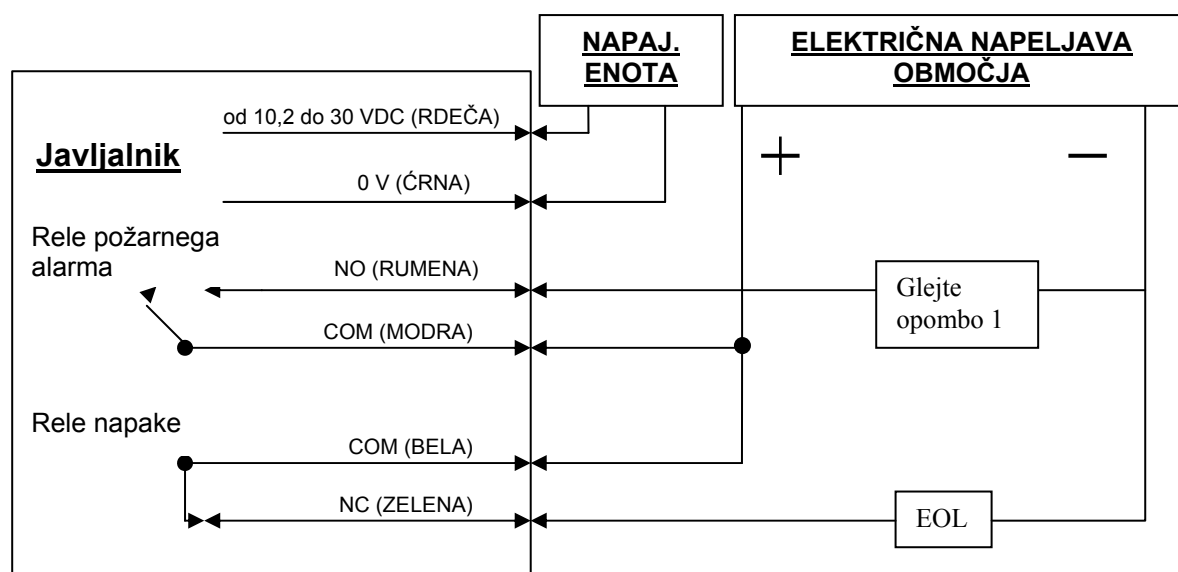 NAPAJ.
ENOTA
ELEKTRIČNA NAPELJAVA
OBMOČJA
od 10,2 do 30 VDC (RDEČA)
Javljalnik
0 V (ĆRNA)
Rele požarnega
alarma
NO (RUMENA)
Glejte
opombo 1
COM (MODRA)
Rele napake
COM (BELA)
NC (ZELENA)
EOL